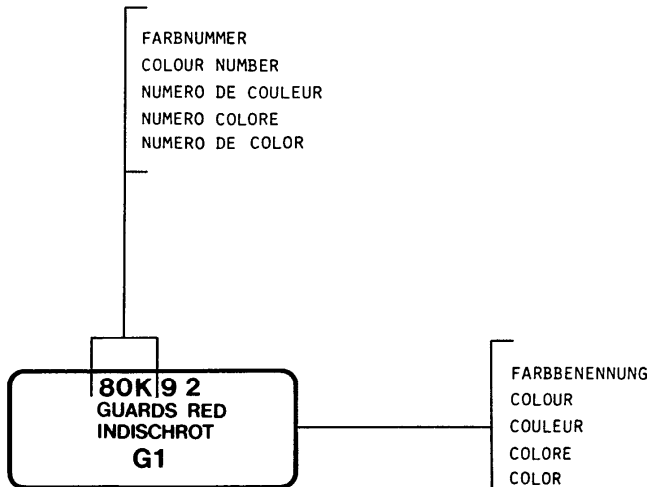 FARBNUMMER
COLOUR NUMBER
NUMERO DE COULEUR
NUMERO COLORE
NUMERO DE COLOR
80K 9 2
GUARDS RED
INDISCHROT
G1
FARBBENENNUNG
COLOUR
COULEUR
COLORE
COLOR